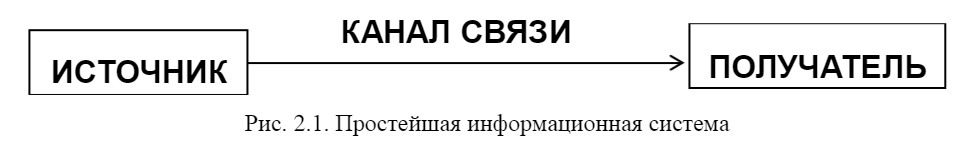 КАНАЛ СВЯЗИ
ИСТОЧНИК
ПОЛУЧАТЕЛЬ
Рис. 2.1. Простейшая информационная система